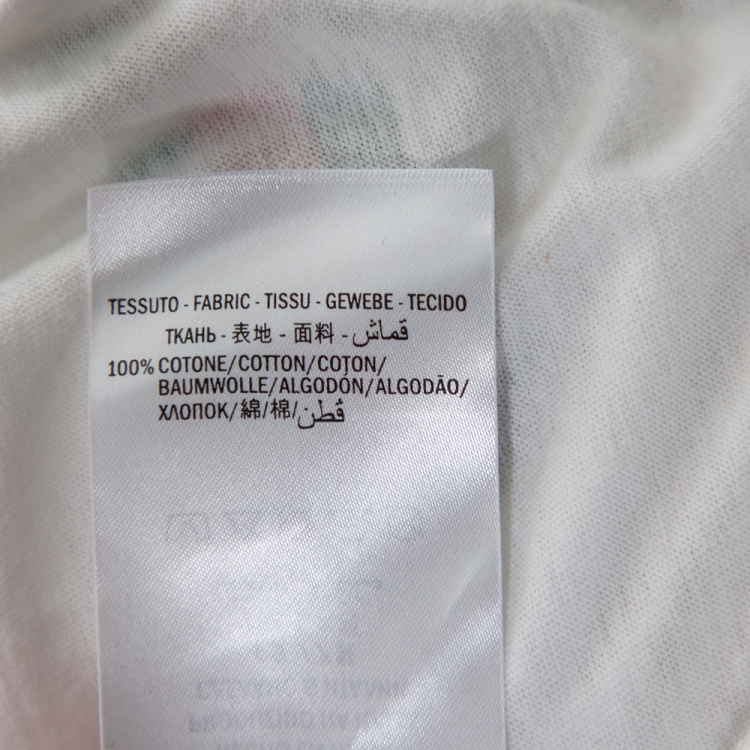 TESSUTO - FABRIC - TISSU - GEWEBE - TECIDO
ТКАНЬ - 表地 - 面料 - قماش
100% COTONE/COTTON/COTON/
BAUMWOLLE/ALGODÓN/ALGODÃO/
ХЛОПОК/綿/棉/قطن